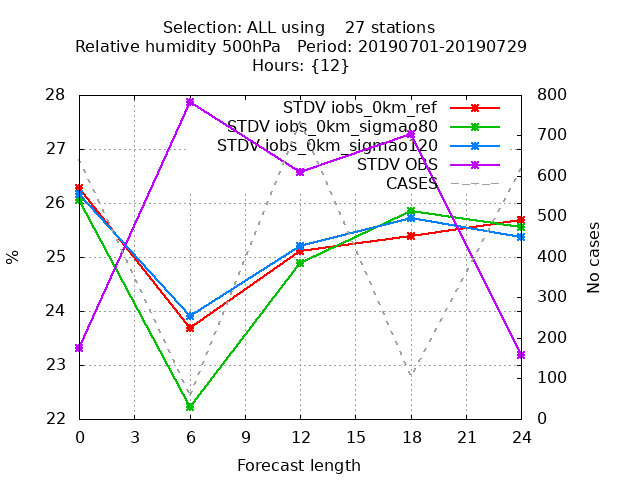 Selection: ALL using    27 stations
Relative humidity 500hPa   Period: 20190701-20190729
Hours: {12}
STDV iobs_0km_ref
STDV iobs_0km_sigmao80
STDV iobs_0km_sigmao120
STDV OBS
CASES
28
27
26
25
24
23
22
%
800
700
600
500
400
300
200
100
0
No cases
0 3 6 9 12 15 18 21 24
Forecast length